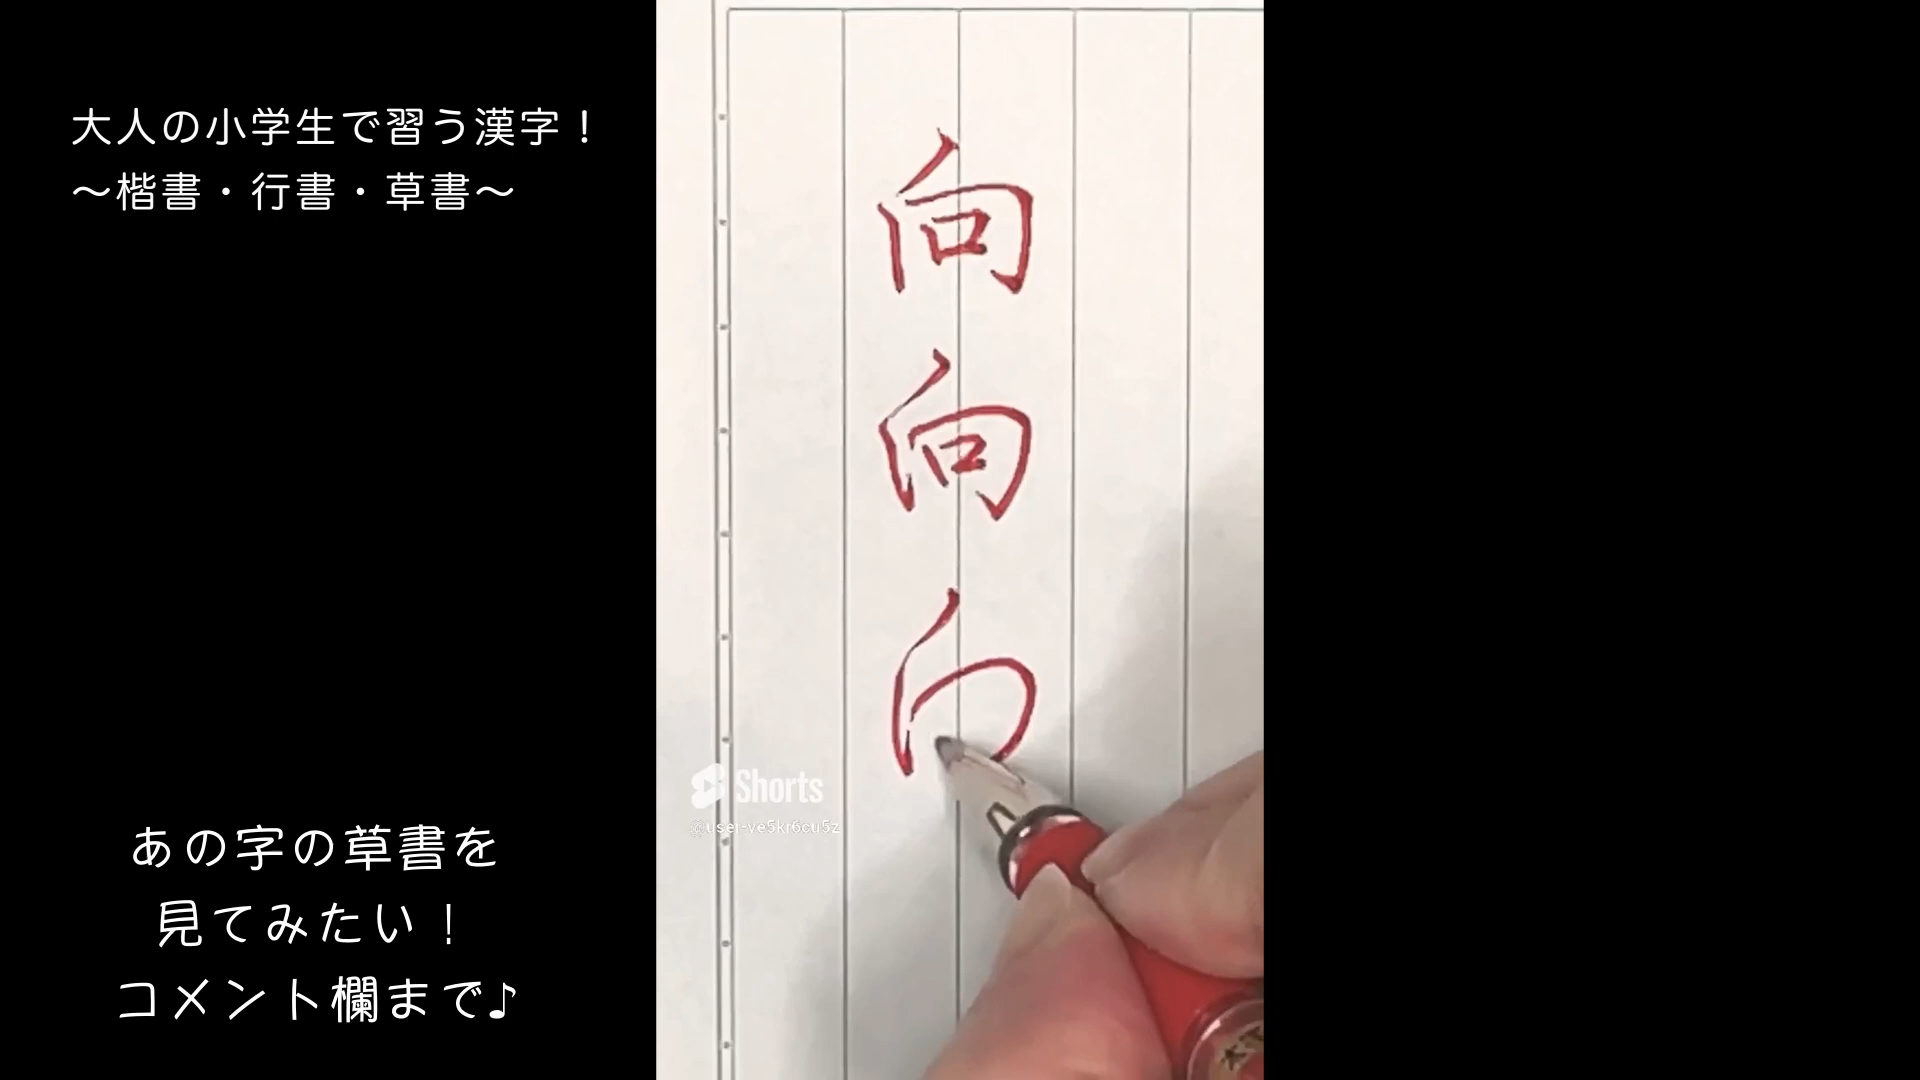 大人の小学生で習う漢字！
～楷書・行書・草書～
向
向
あの字の草書を
見てみたい！
コメント欄まで♪
Shorts
@user-ye5kr6cu5z